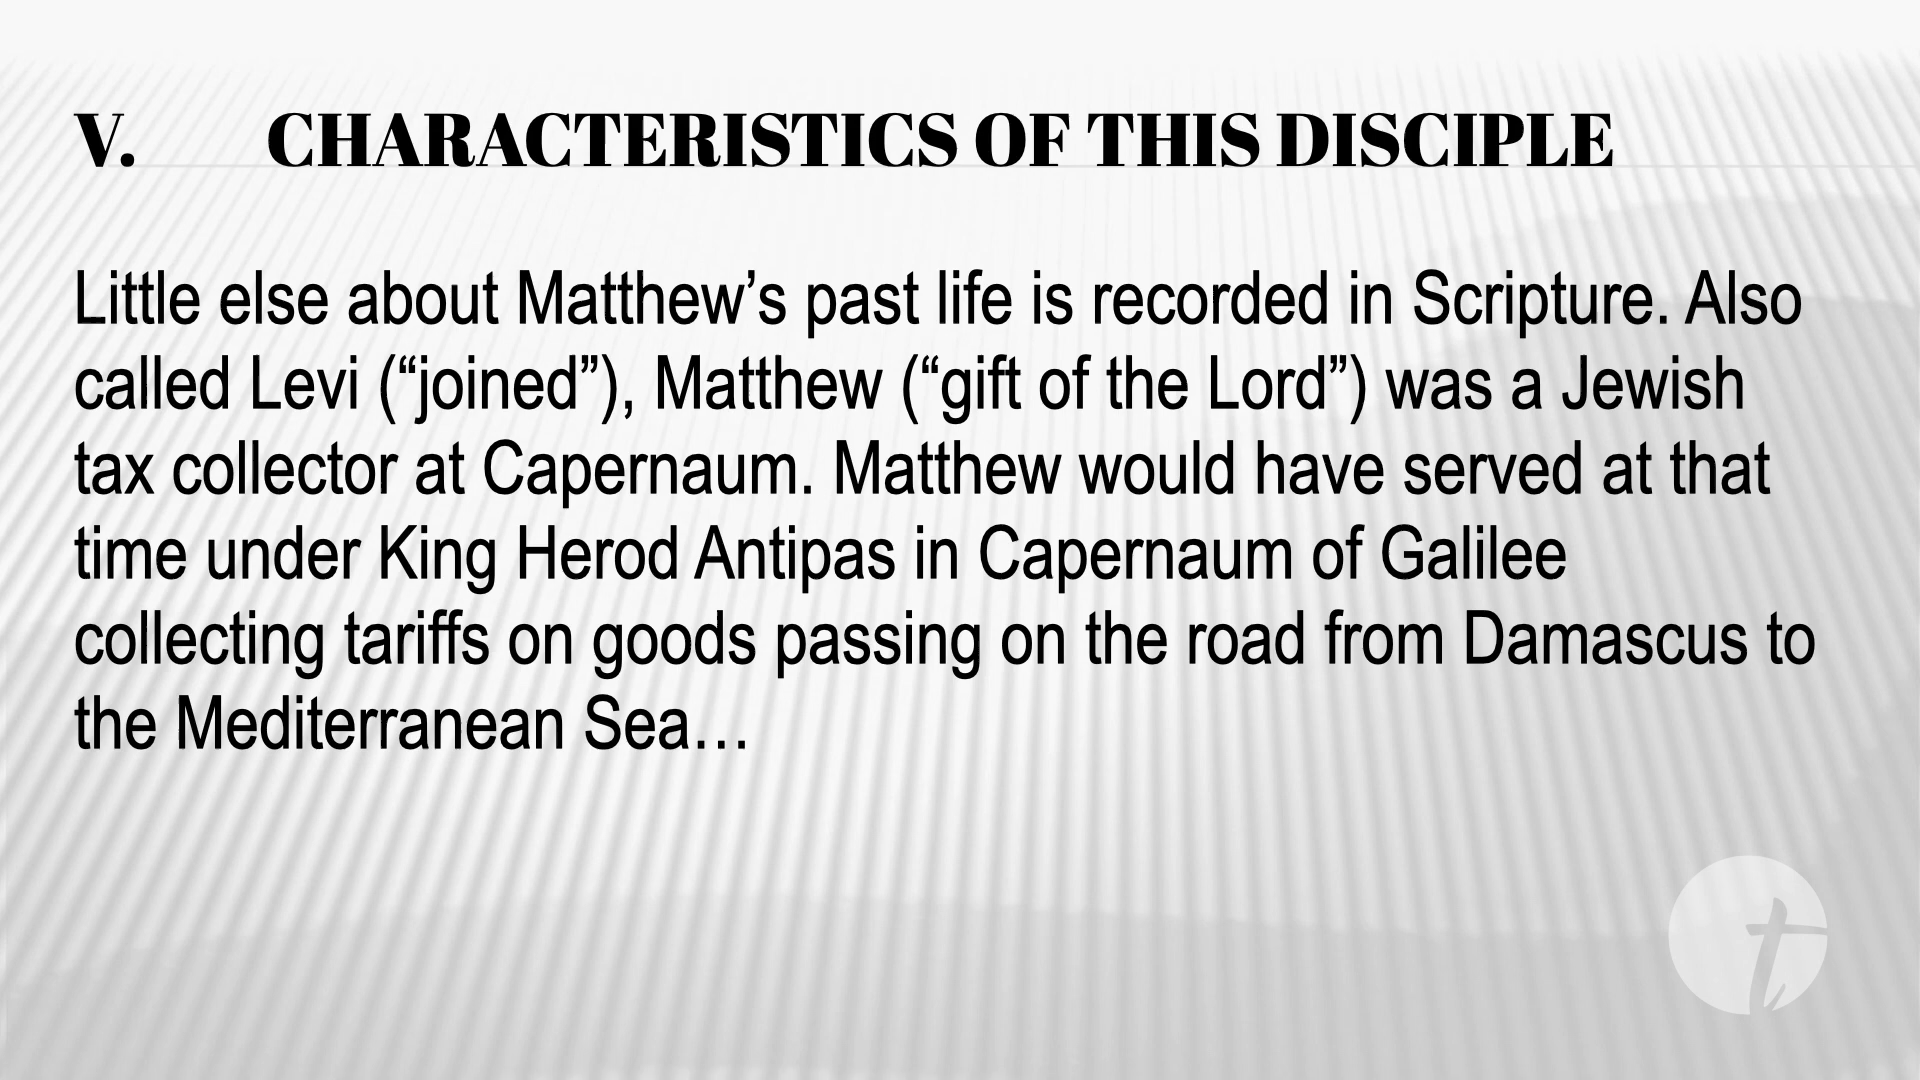 V. CHARACTERISTICS OF THIS DISCIPLE
Little else about Matthew’s past life is recorded in Scripture. Also
called Levi (“joined”), Matthew (“gift of the Lord”) was a Jewish
tax collector at Capernaum. Matthew would have served at that
time under King Herod Antipas in Capernaum of Galilee
collecting tariffs on goods passing on the road from Damascus to
the Mediterranean Sea…